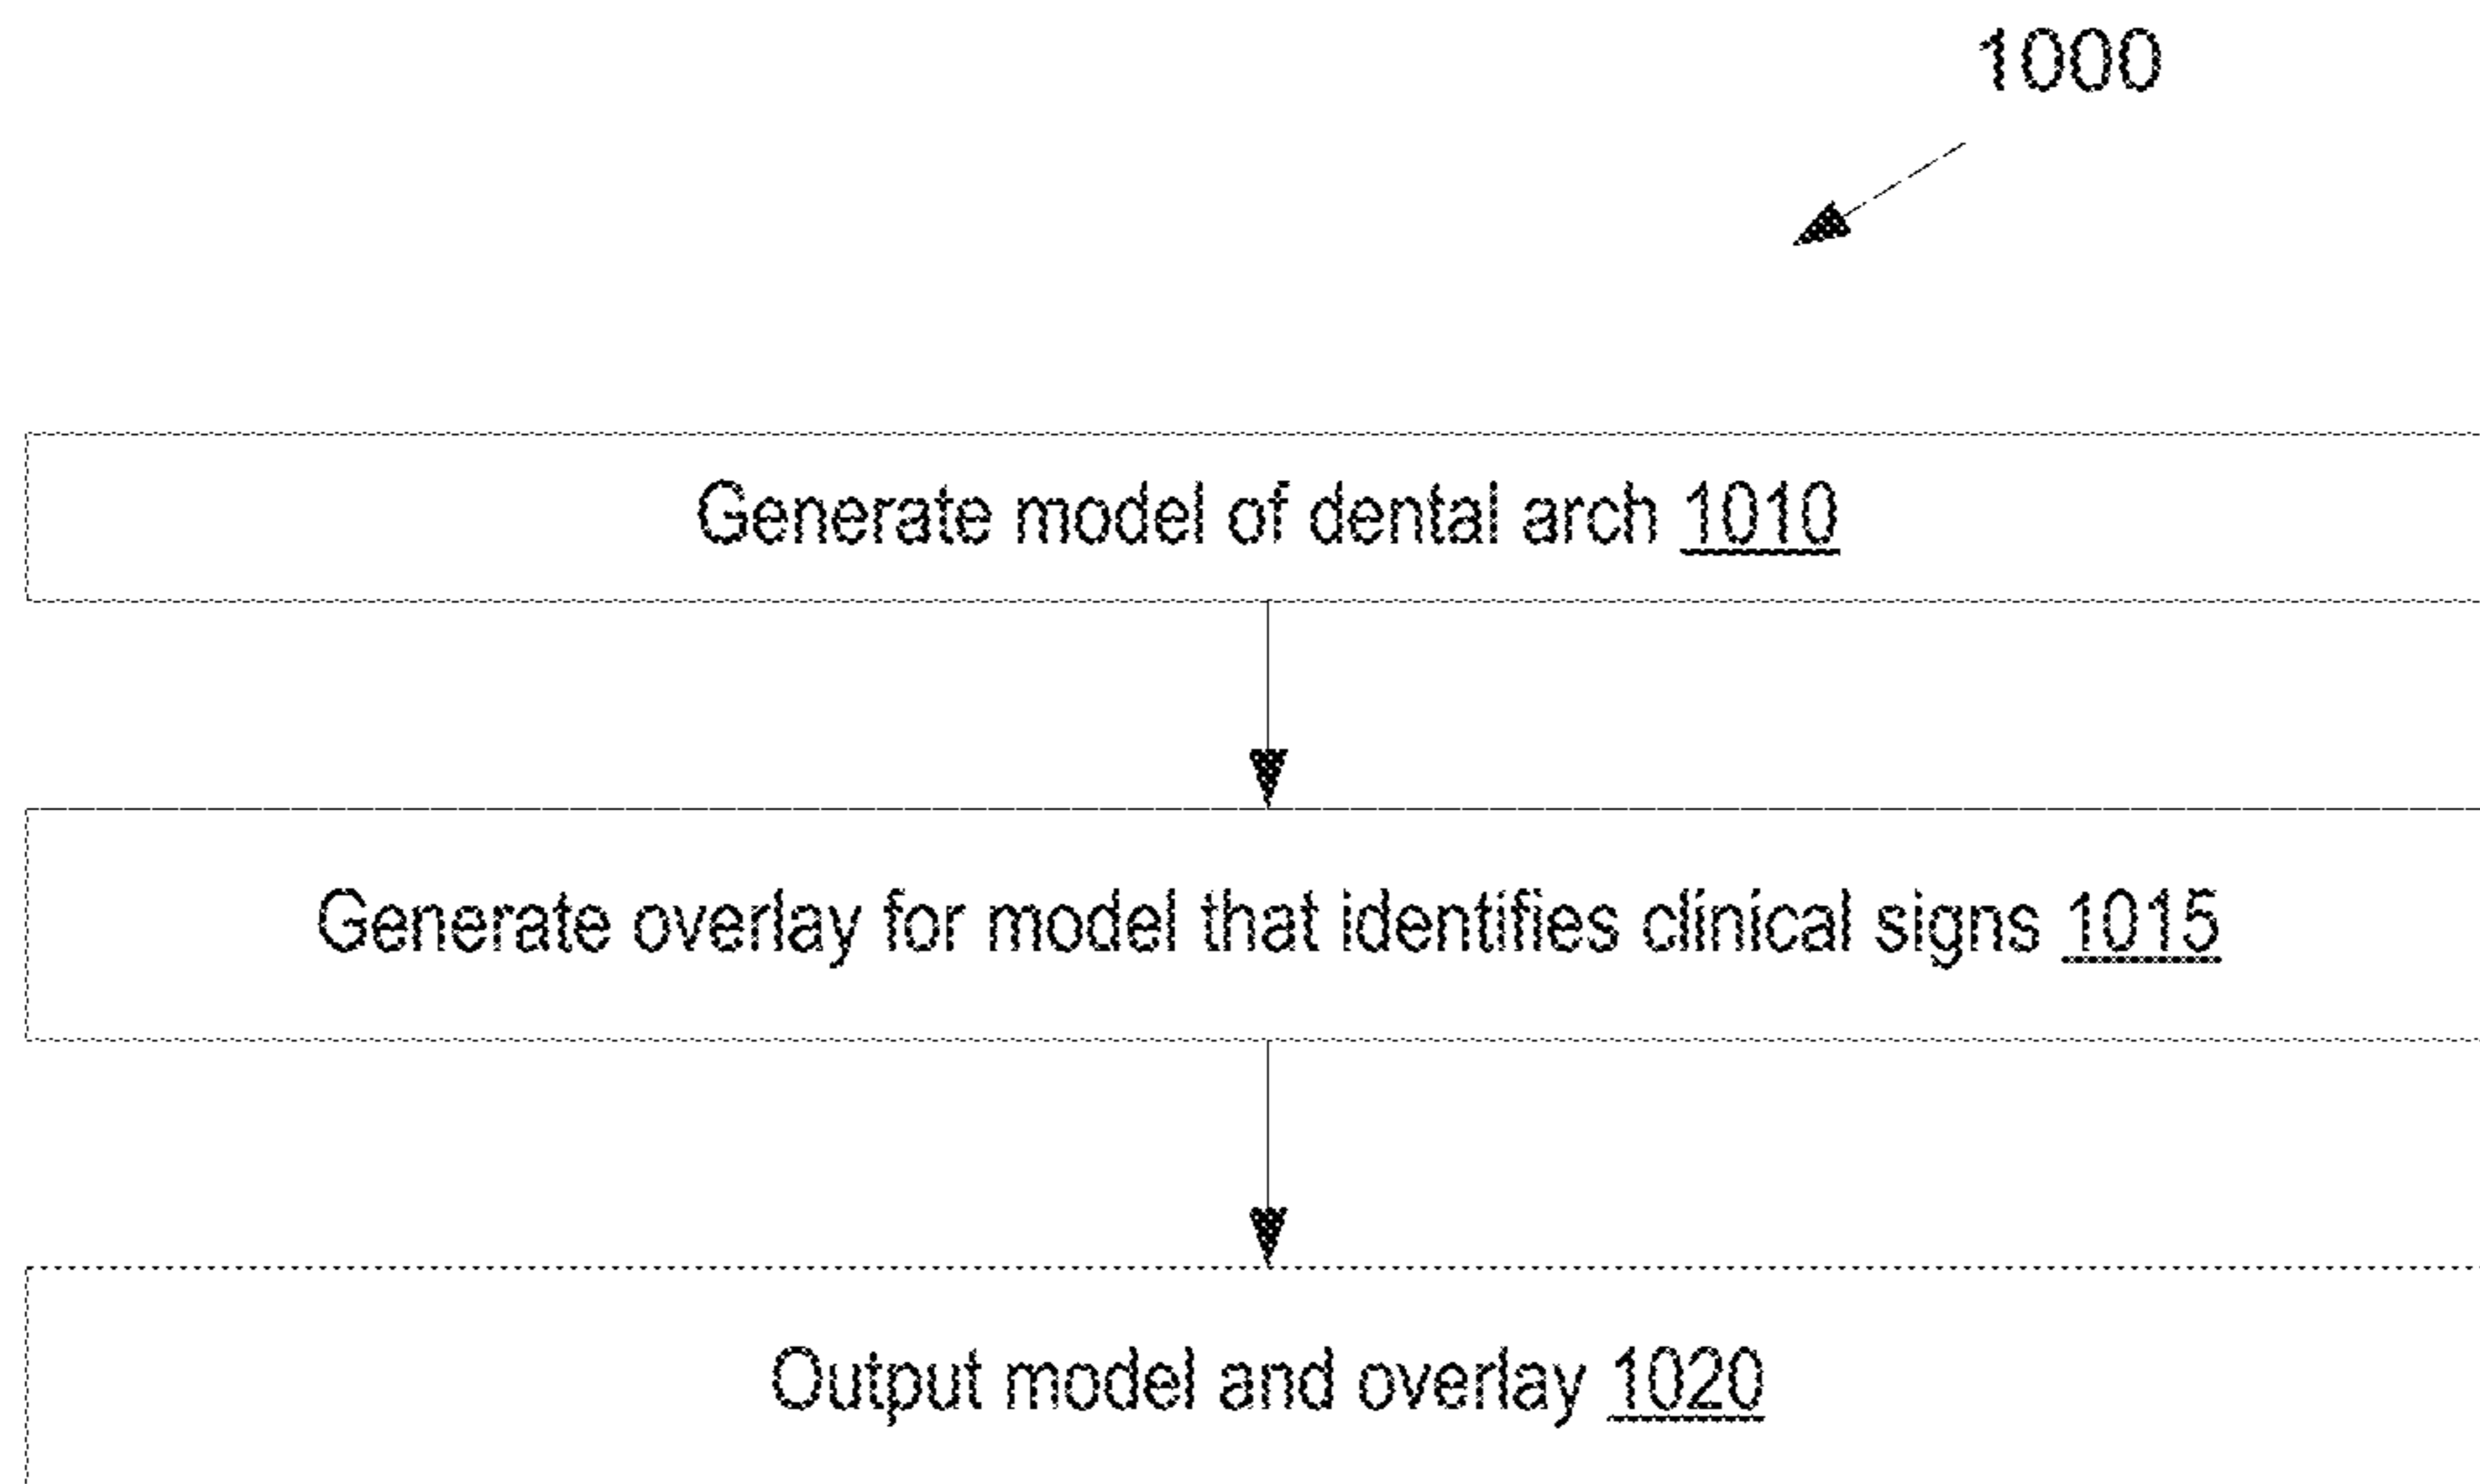 1000
Generate model of dental arch 1010
Generate overlay for model that identifies clinical signs 1015
Output model and overlay 1020